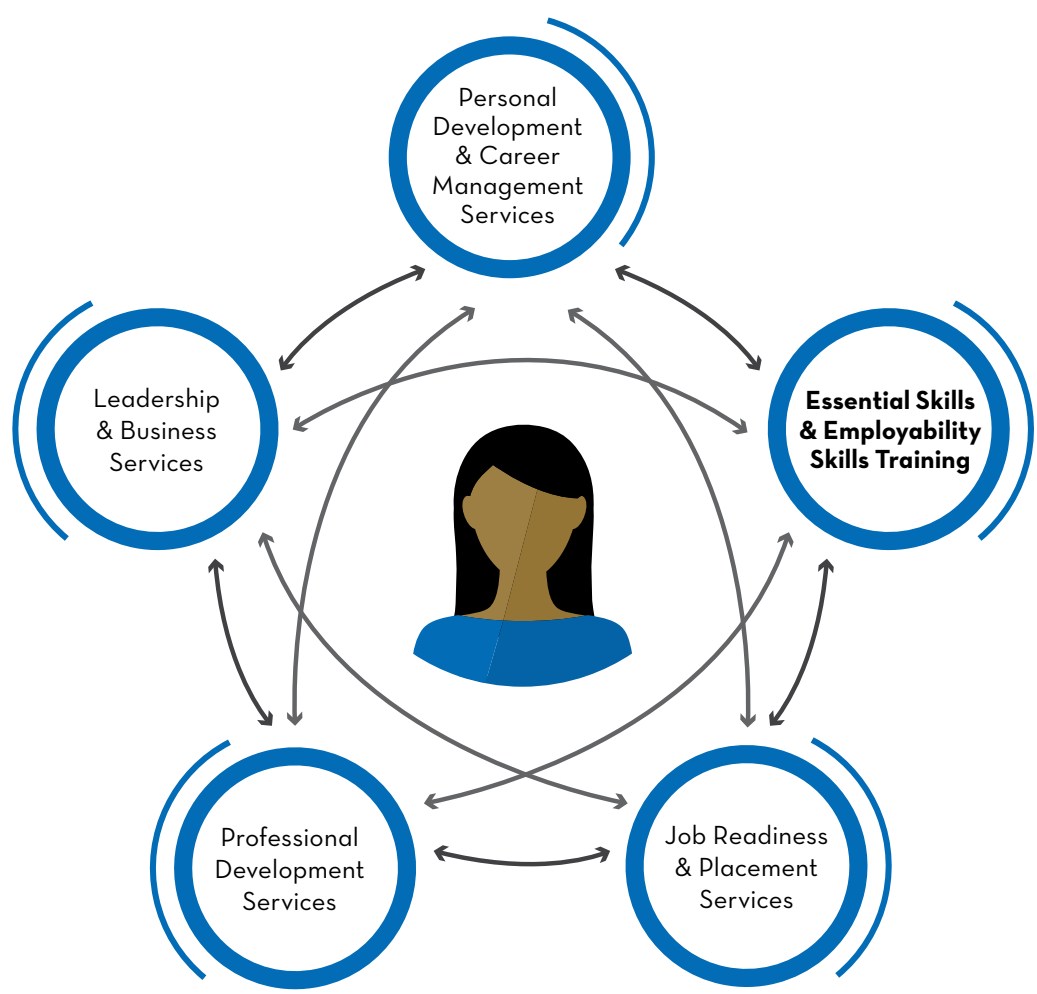 Personal
Development
& Career
Management
Services
Leadership
& Business
Services
Essential Skills
& Employability
Skills Training
Professional
Development
Services
Job Readiness
& Placement
Services